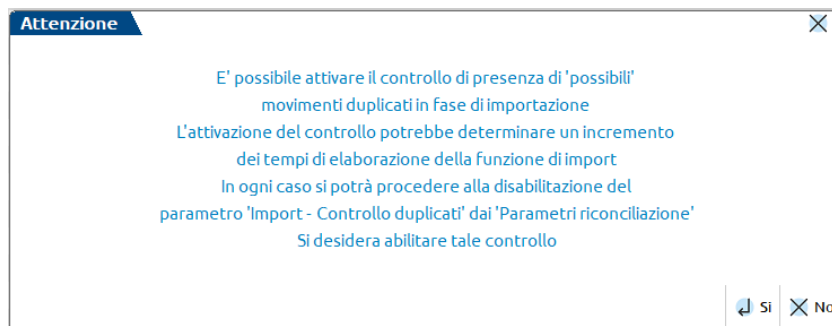 Attenzione
E' possibile attivare il controllo di presenza di 'possibili'
movimenti duplicati in fase di importazione
L'attivazione del controllo potrebbe determinare un incremento
dei tempi di elaborazione della funzione di import
In ogni caso si potrà procedere alla disabilitazione del
parametro 'Import - Controllo duplicati' dai 'Parametri riconciliazione'
Si desidera abilitare tale controllo
Si No